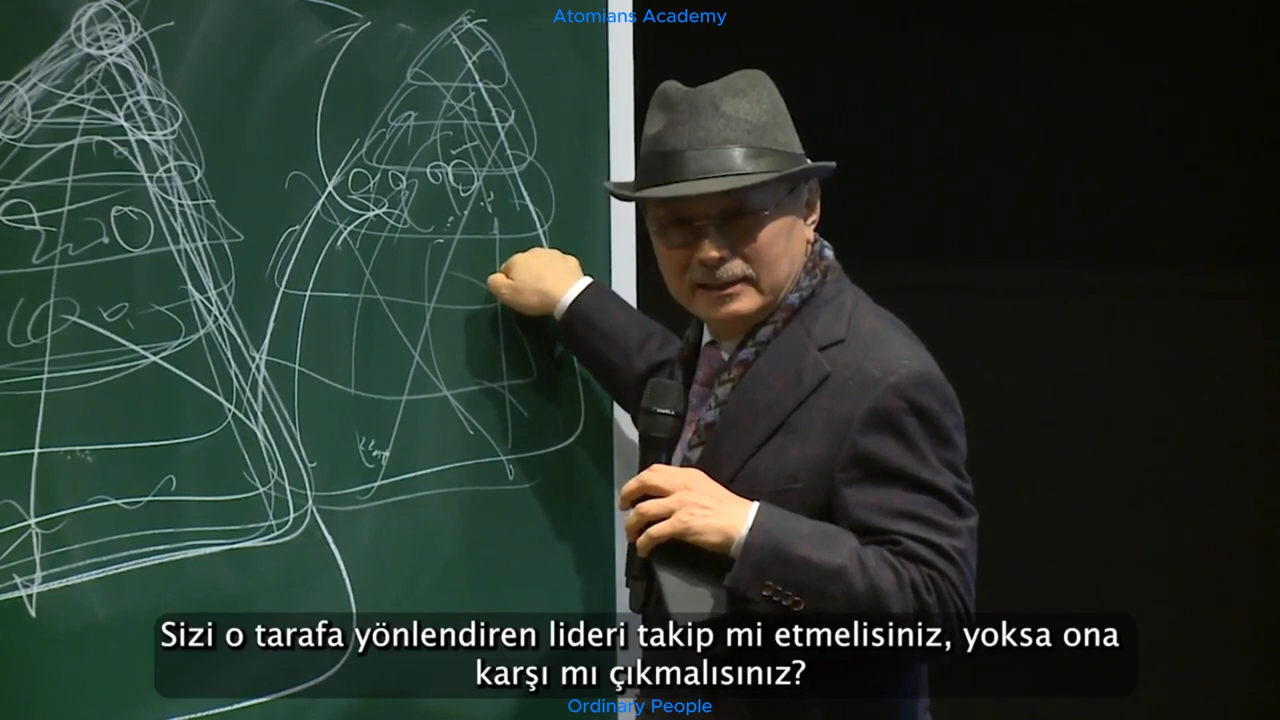 Atomians Academy
Sizi o tarafa yönlendiren lideri takip mi etmelisiniz, yoksa ona
karşı mı çıkmalısınız?
Ordinary People